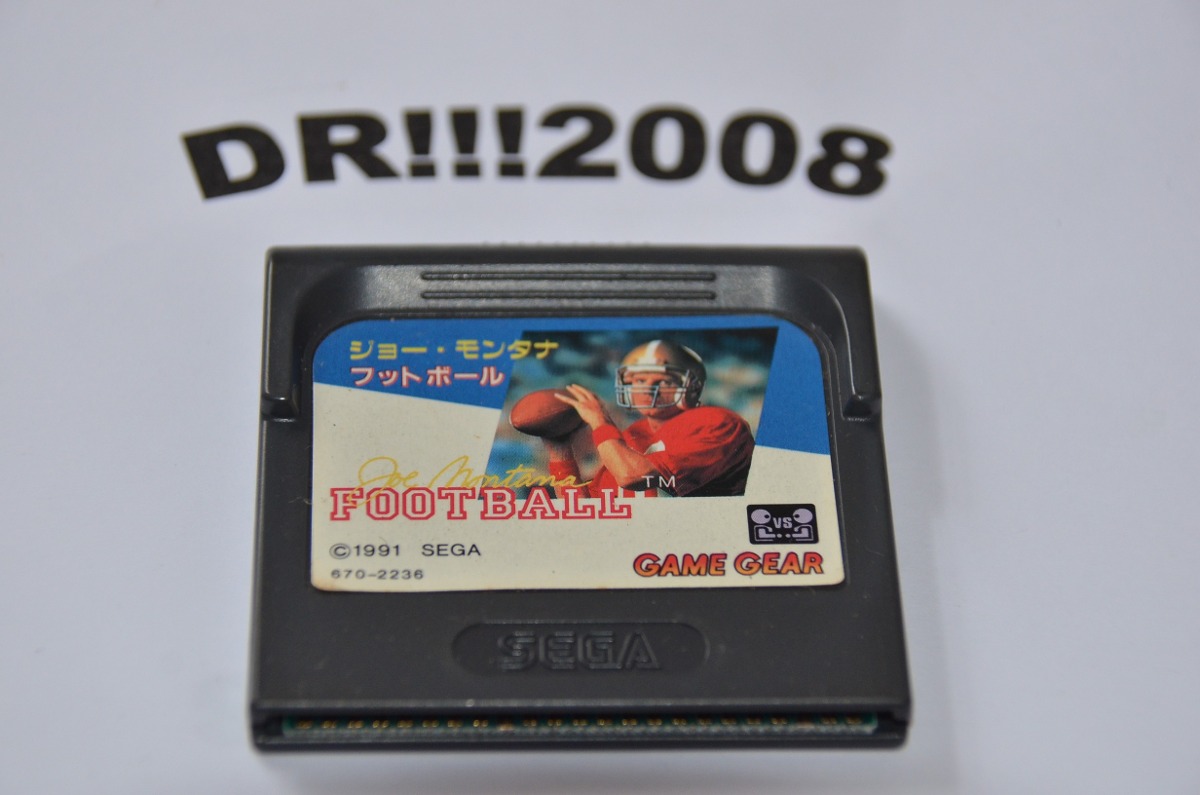 DR!!!2008
ジョー・モンタナ
フットボール
Joe Montana
FOOTBALL TM
VS
©1991 SEGA
GAME GEAR
670-2236
SEGA